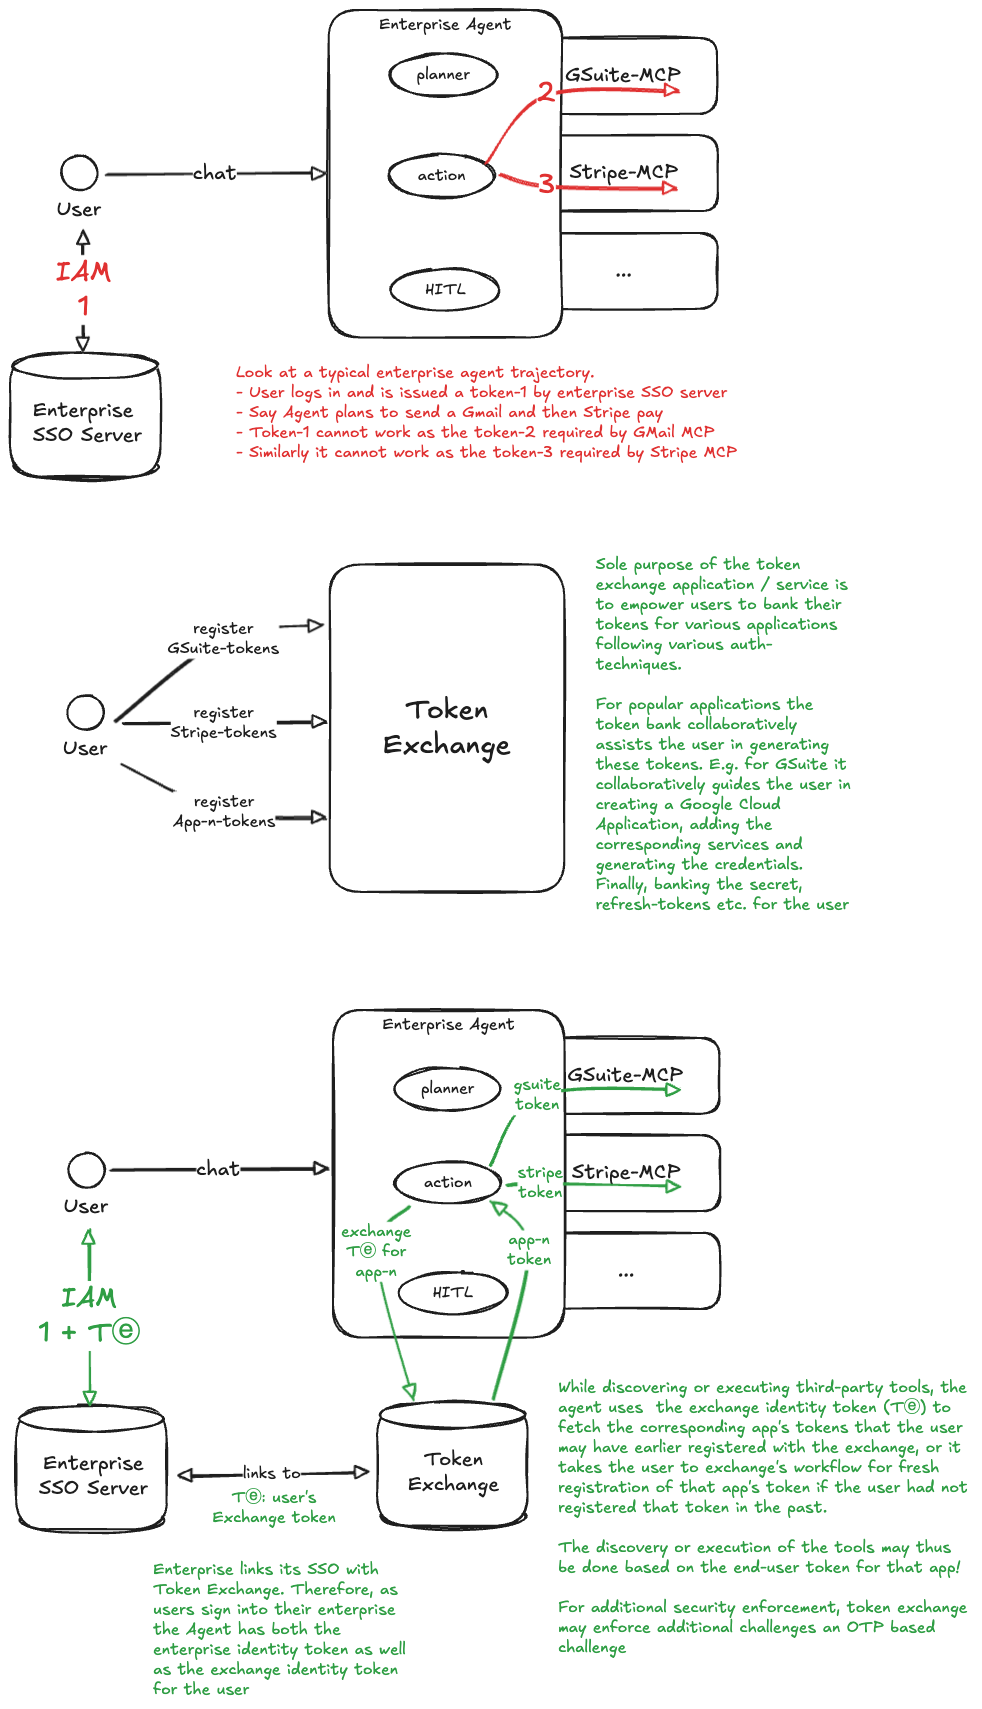 Enterprise Agent
planner
GSuite-MCP
2
chat
action
Stripe-MCP
3
User
IAM
1
HITL
...
Enterprise
SSO Server
Look at a typical enterprise agent trajectory.
- User logs in and is issued a token-1 by enterprise SSO server
- Say Agent plans to send a Gmail and then Stripe pay
- Token-1 cannot work as the token-2 required by GMail MCP
- Similarly it cannot work as the token-3 required by Stripe MCP
register
GSuite-tokens
User
register
Stripe-tokens
register
App-n-tokens
Token
Exchange
Sole purpose of the token
exchange application / service is
to empower users to bank their
tokens for various applications
following various auth-
techniques.
For popular applications the
token bank collaboratively
assists the user in generating
these tokens. E.g. for GSuite it
collaboratively guides the user in
creating a Google Cloud
Application, adding the
corresponding services and
generating the credentials.
Finally, banking the secret,
refresh-tokens etc. for the user
Enterprise Agent
planner
gsuite
token
GSuite-MCP
chat
action
stripe
token
Stripe-MCP
User
exchange
Tⓔ for
app-n
app-n
token
HITL
...
IAM
1 + Tⓔ
Enterprise
SSO Server
links to
Tⓔ: user's
Exchange token
Token
Exchange
While discovering or executing third-party tools, the
agent uses the exchange identity token (Tⓔ) to
fetch the corresponding app's tokens that the user
may have earlier registered with the exchange, or it
takes the user to exchange's workflow for fresh
registration of that app's token if the user had not
registered that token in the past.
The discovery or execution of the tools may thus
be done based on the end-user token for that app!
For additional security enforcement, token exchange
may enforce additional challenges an OTP based
challenge
Enterprise links its SSO with
Token Exchange. Therefore, as
users sign into their enterprise
the Agent has both the
enterprise identity token as well
as the exchange identity token
for the user